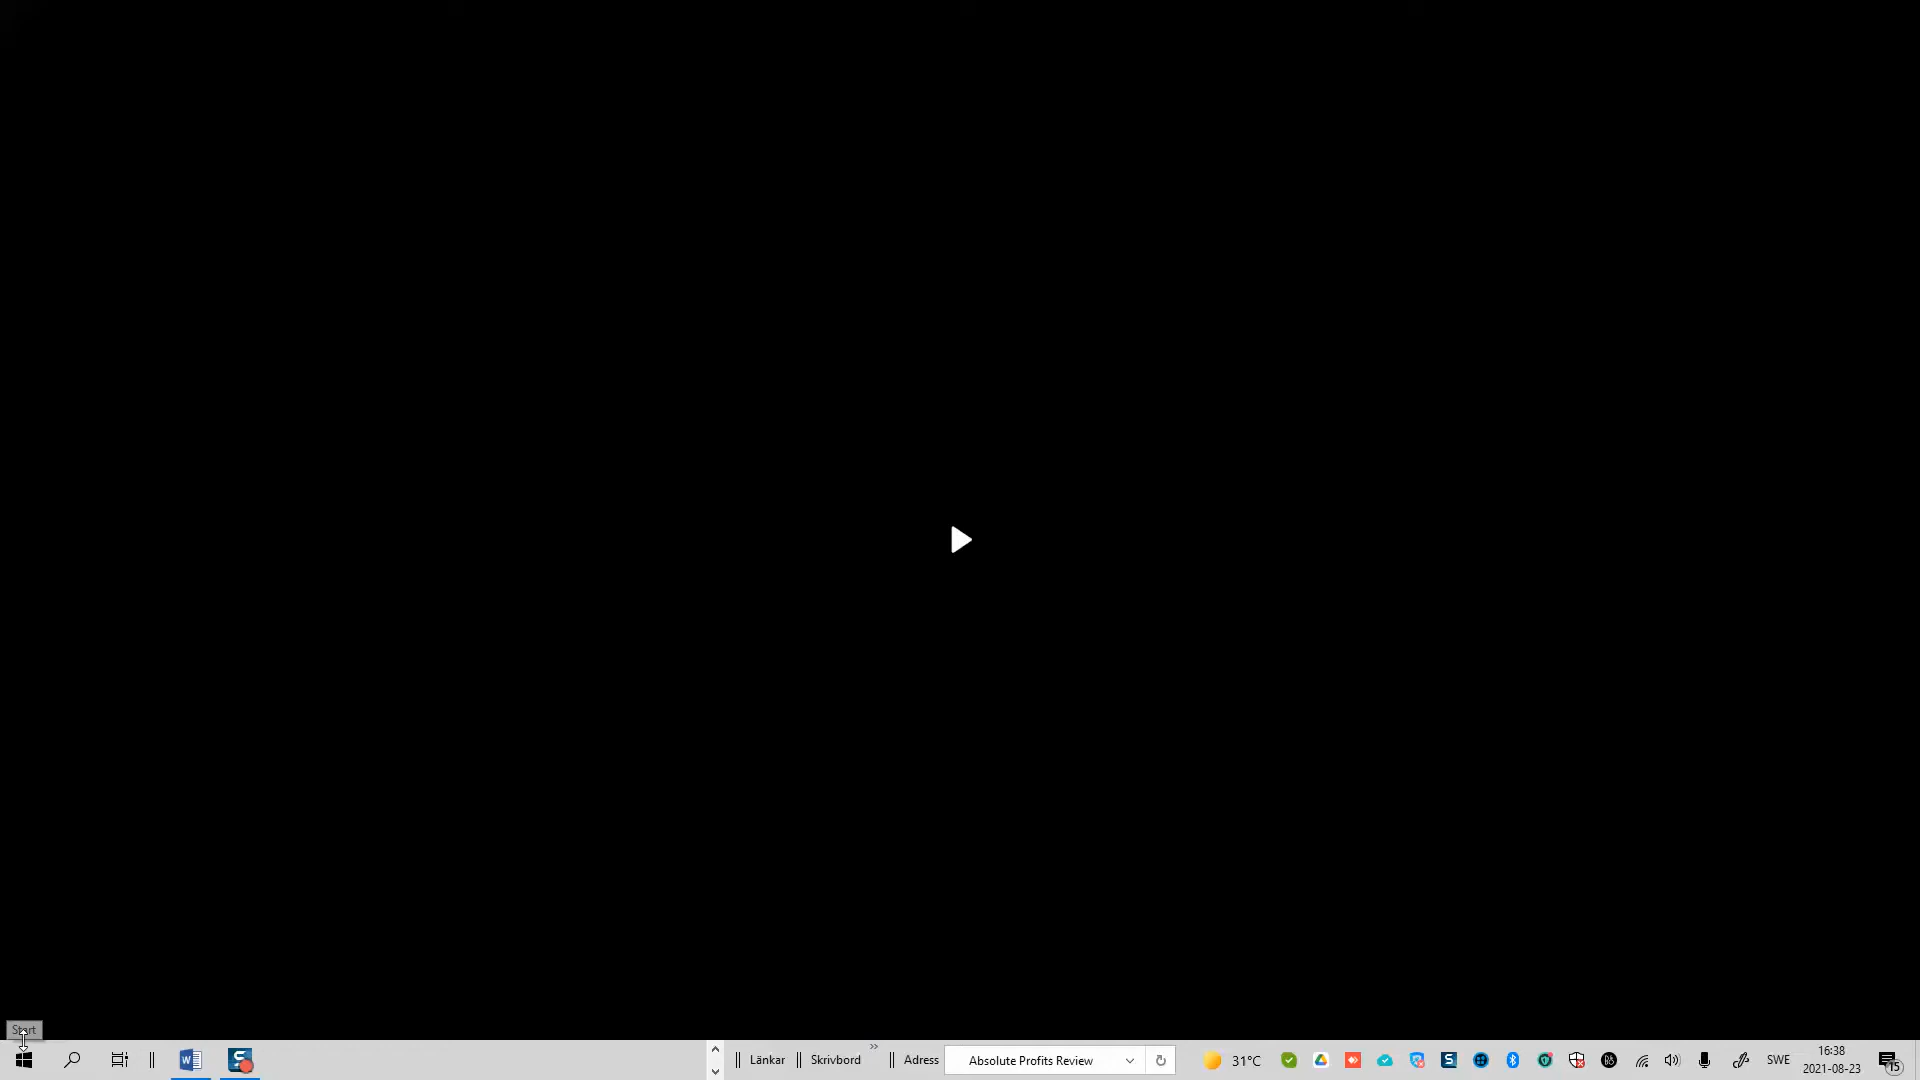 Start
Länkar
Skrivbord
Adress
Absolute Profits Review
31°C
SWE
16:38
2021-08-23
15